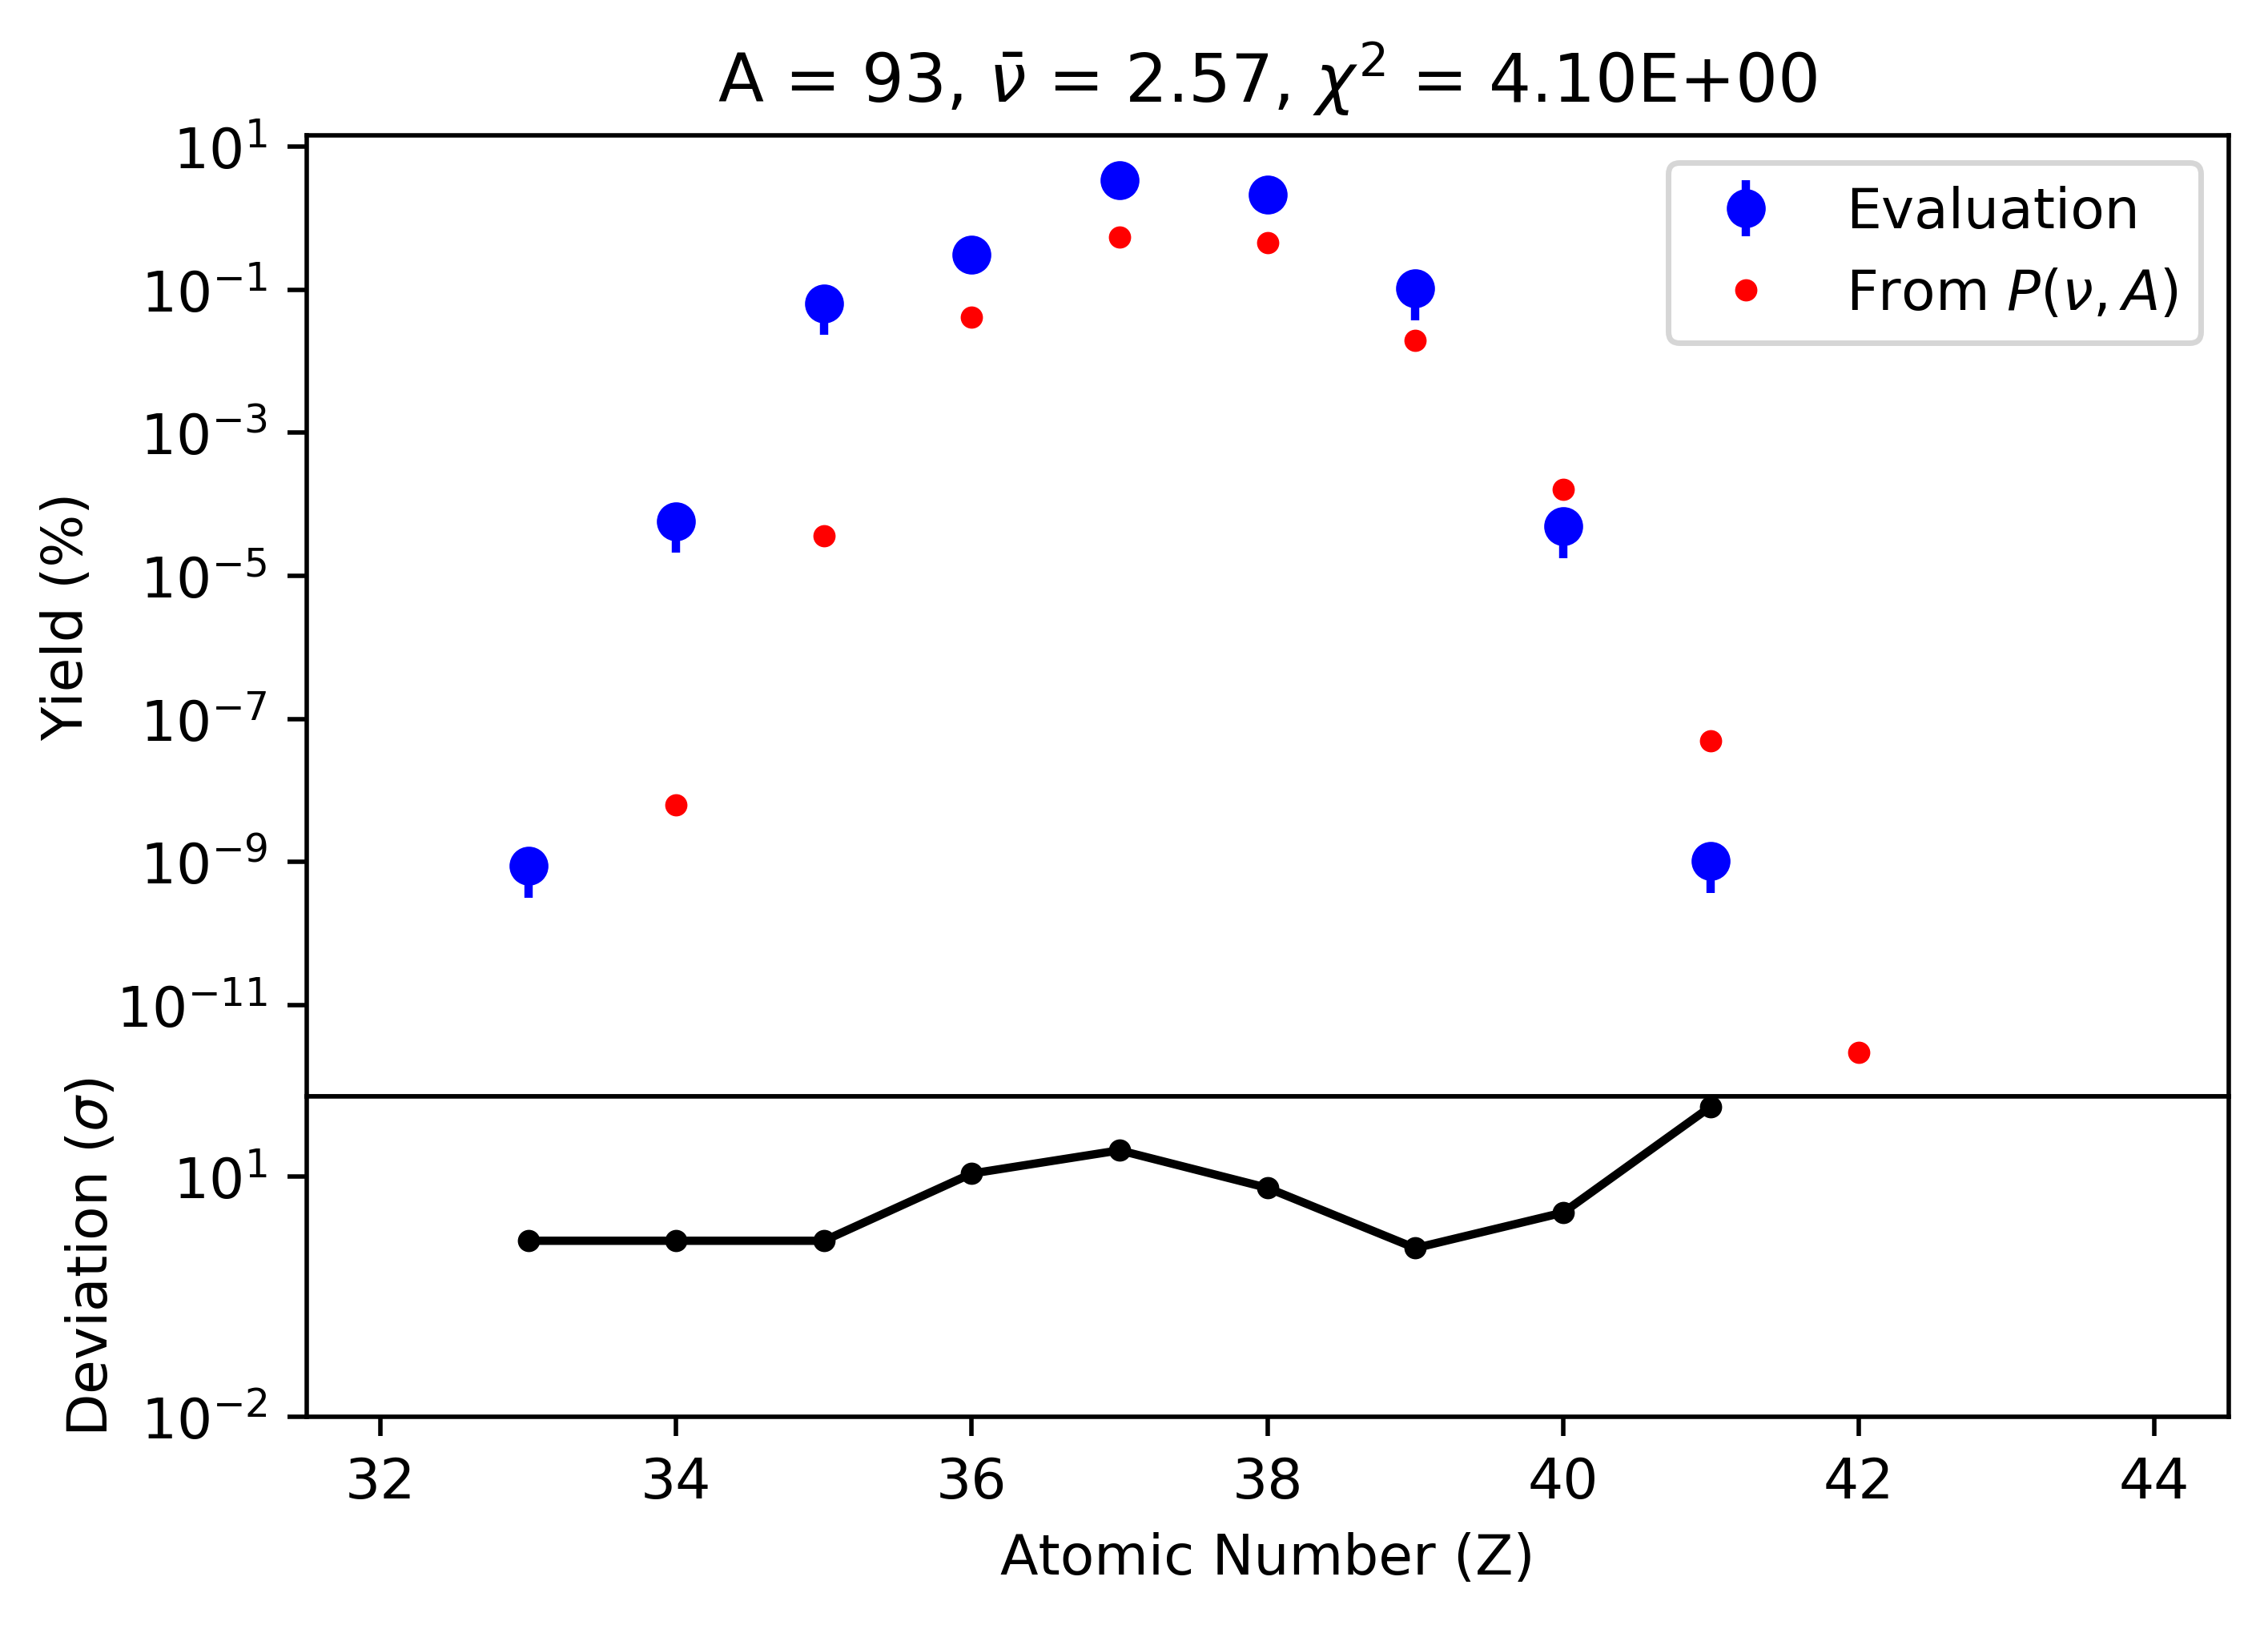 A = 93, ν̄ = 2.57, χ² = 4.10E+00
Evaluation
From P(ν, A)
Yield (%)
10¹
10⁻¹
10⁻³
10⁻⁵
10⁻⁷
10⁻⁹
10⁻¹¹
Deviation (σ)
10¹
10⁻²
32 34 36 38 40 42 44
Atomic Number (Z)